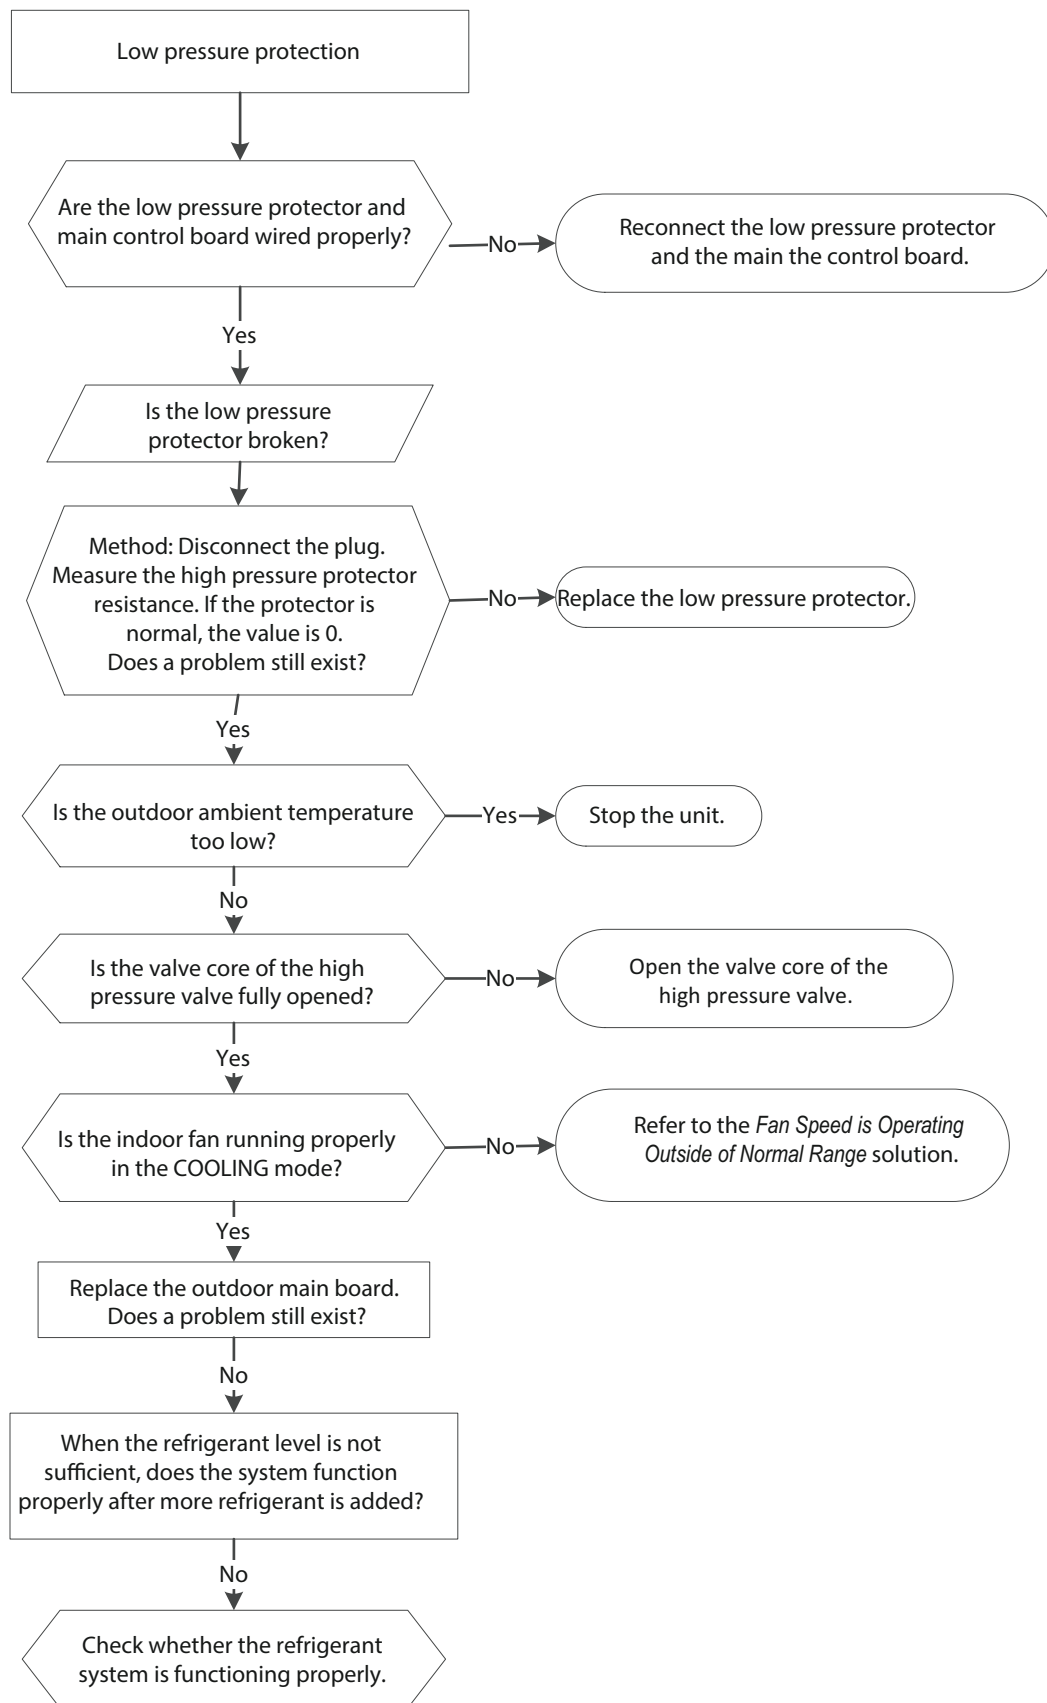 Low pressure protection
Are the low pressure protector and
main control board wired properly?
No
Reconnect the low pressure protector
and the main the control board.
Yes
Is the low pressure
protector broken?
Method: Disconnect the plug.
Measure the high pressure protector
resistance. If the protector is
normal, the value is 0.
Does a problem still exist?
No
Replace the low pressure protector.
Yes
Is the outdoor ambient temperature
too low?
Yes
Stop the unit.
No
Is the valve core of the high
pressure valve fully opened?
No
Open the valve core of the
high pressure valve.
Yes
Is the indoor fan running properly
in the COOLING mode?
No
Refer to the Fan Speed is Operating
Outside of Normal Range solution.
Yes
Replace the outdoor main board.
Does a problem still exist?
No
When the refrigerant level is not
sufficient, does the system function
properly after more refrigerant is added?
No
Check whether the refrigerant
system is functioning properly.